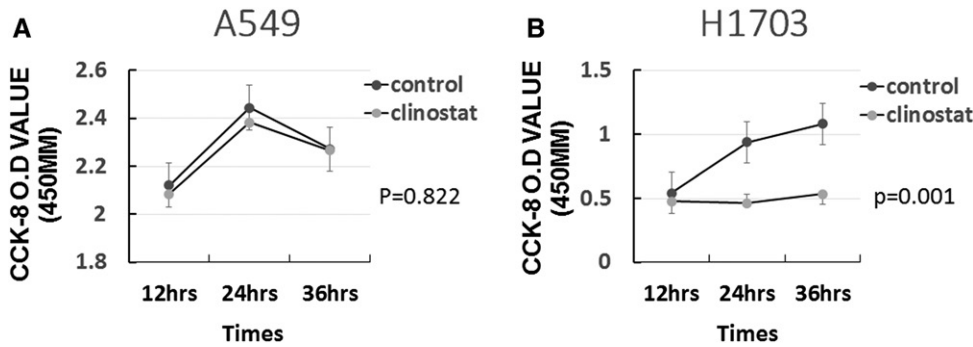 A
A549
CCK-8 O.D VALUE
(450MM)
2.6
2.4
2.2
2
1.8
control
clinostat
P=0.822
12hrs 24hrs 36hrs
Times
B
H1703
CCK-8 O.D VALUE
(450MM)
1.5
1
0.5
0
control
clinostat
p=0.001
12hrs 24hrs 36hrs
Times